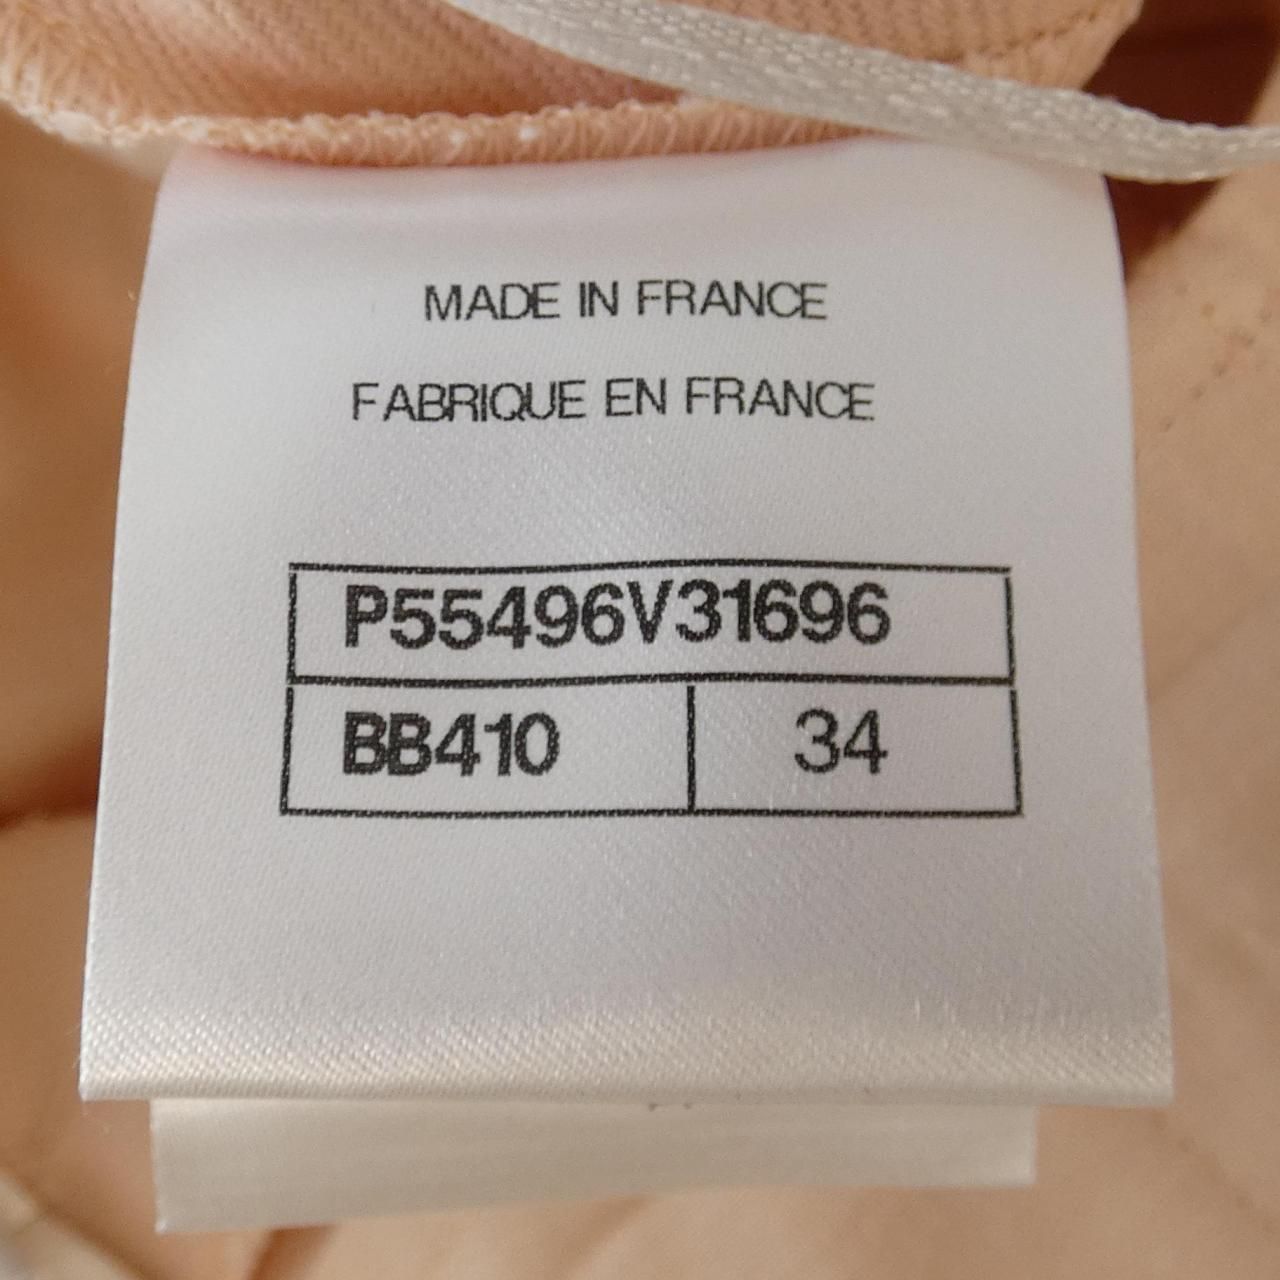 MADE IN FRANCE
FABRIQUE EN FRANCE
P55496V31696
BB410 34